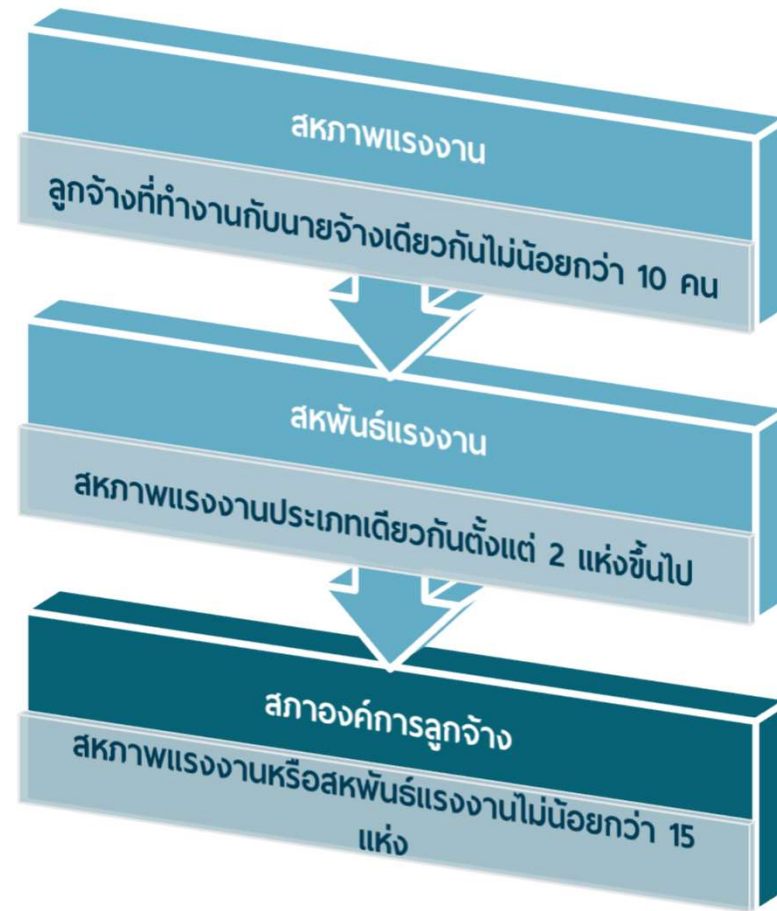 สหภาพแรงงาน
ลูกจ้างที่ทำงานกับนายจ้างเดียวกันไม่น้อยกว่า 10 คน
สหพันธ์แรงงาน
สหภาพแรงงานประเภทเดียวกันตั้งแต่ 2 แห่งขึ้นไป
สภาองค์การลูกจ้าง
สหภาพแรงงานหรือสหพันธ์แรงงานไม่น้อยกว่า 15
แห่ง